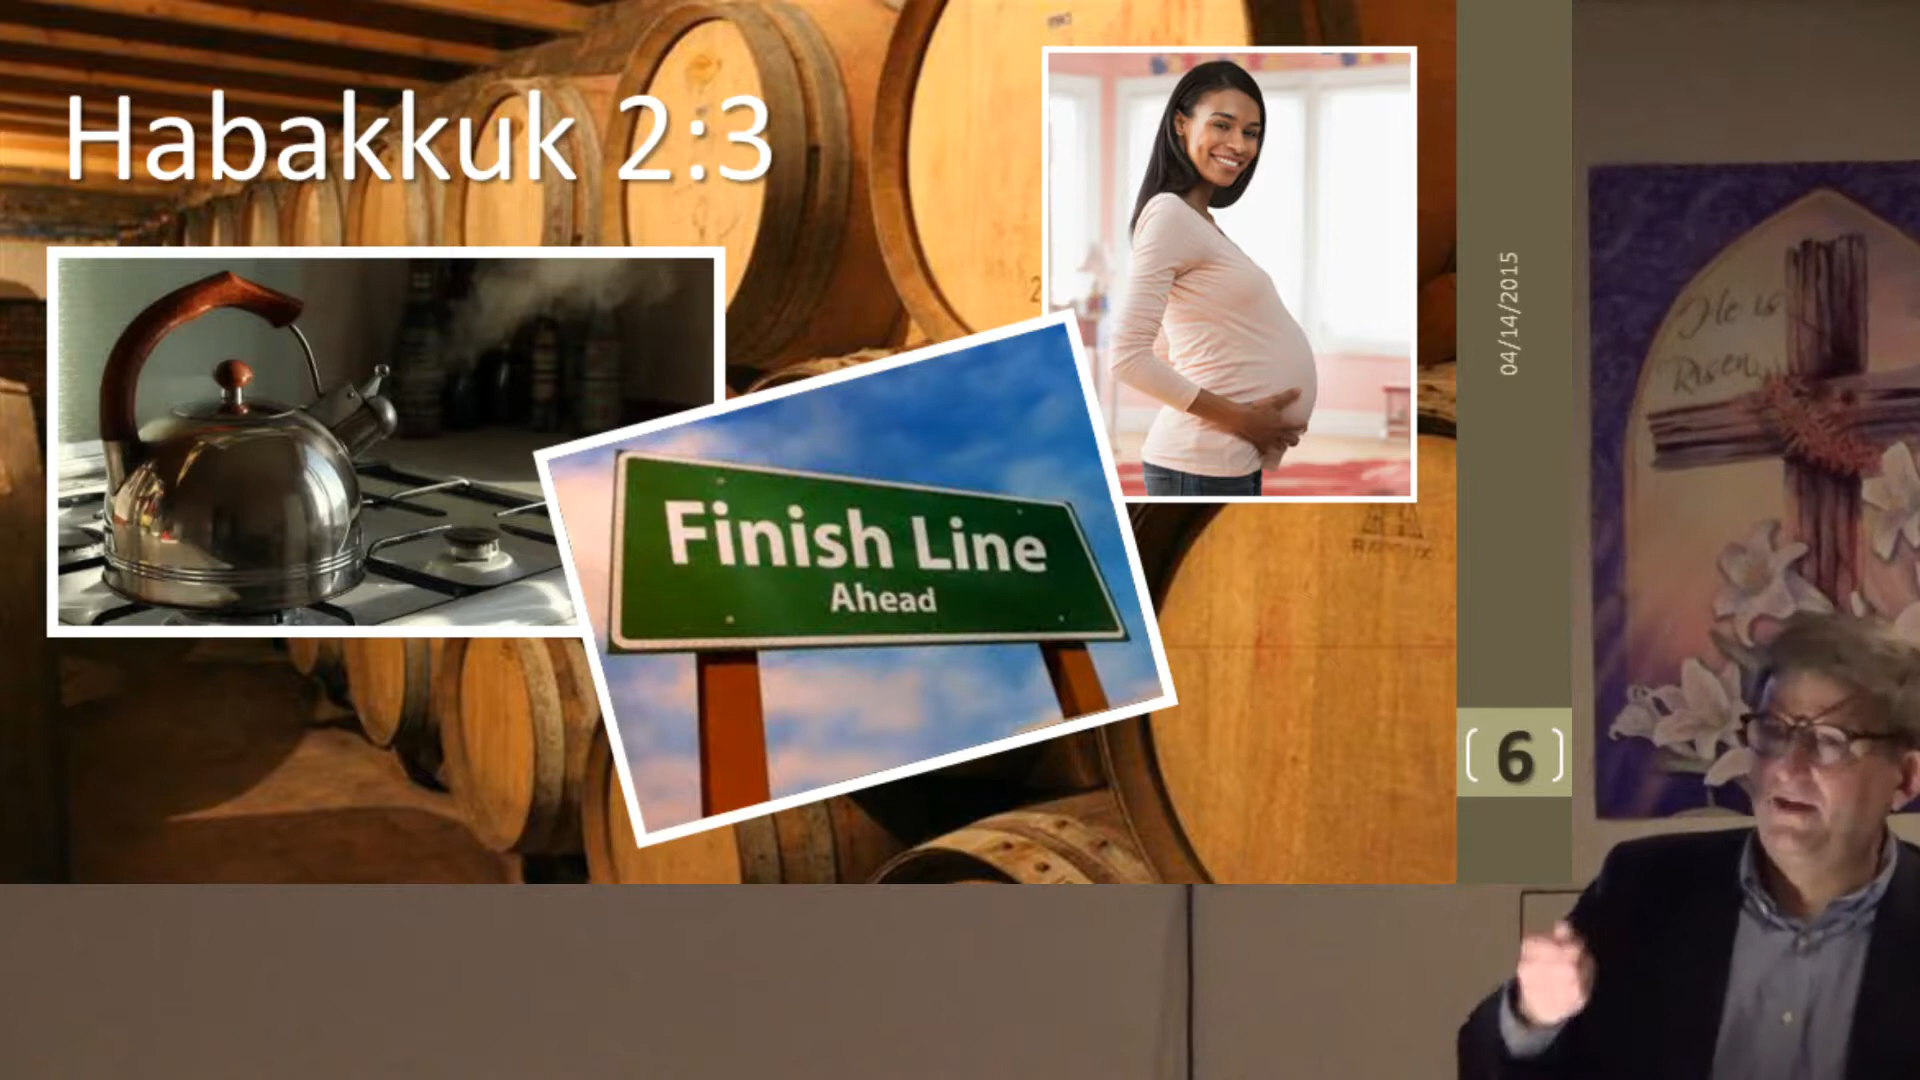 Habakkuk 2:3
Finish Line
Ahead
04/14/2015
6
He is
Risen